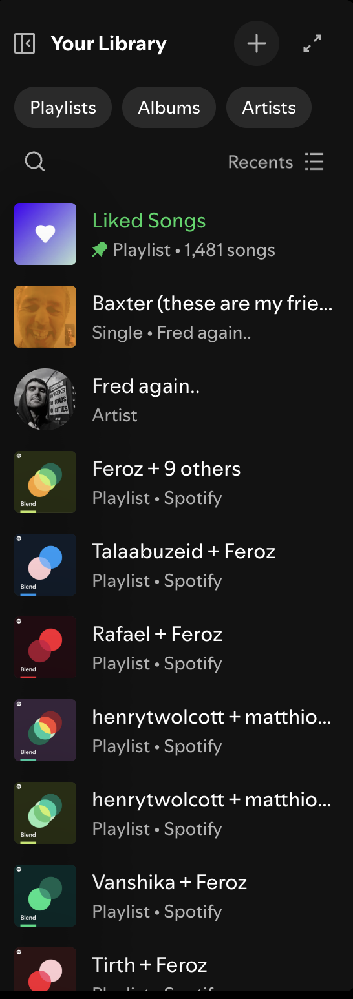 Your Library
Playlists
Albums
Artists
Recents
Liked Songs
Playlist • 1,481 songs
Baxter (these are my frie...
Single • Fred again..
Fred again..
Artist
Feroz + 9 others
Playlist • Spotify
Blend
Talaabuzeid + Feroz
Playlist • Spotify
Blend
Rafael + Feroz
Playlist • Spotify
Blend
henrytwolcott + matthio...
Playlist • Spotify
Blend
henrytwolcott + matthio...
Playlist • Spotify
Blend
Vanshika + Feroz
Playlist • Spotify
Blend
Tirth + Feroz
Playlist • Spotify